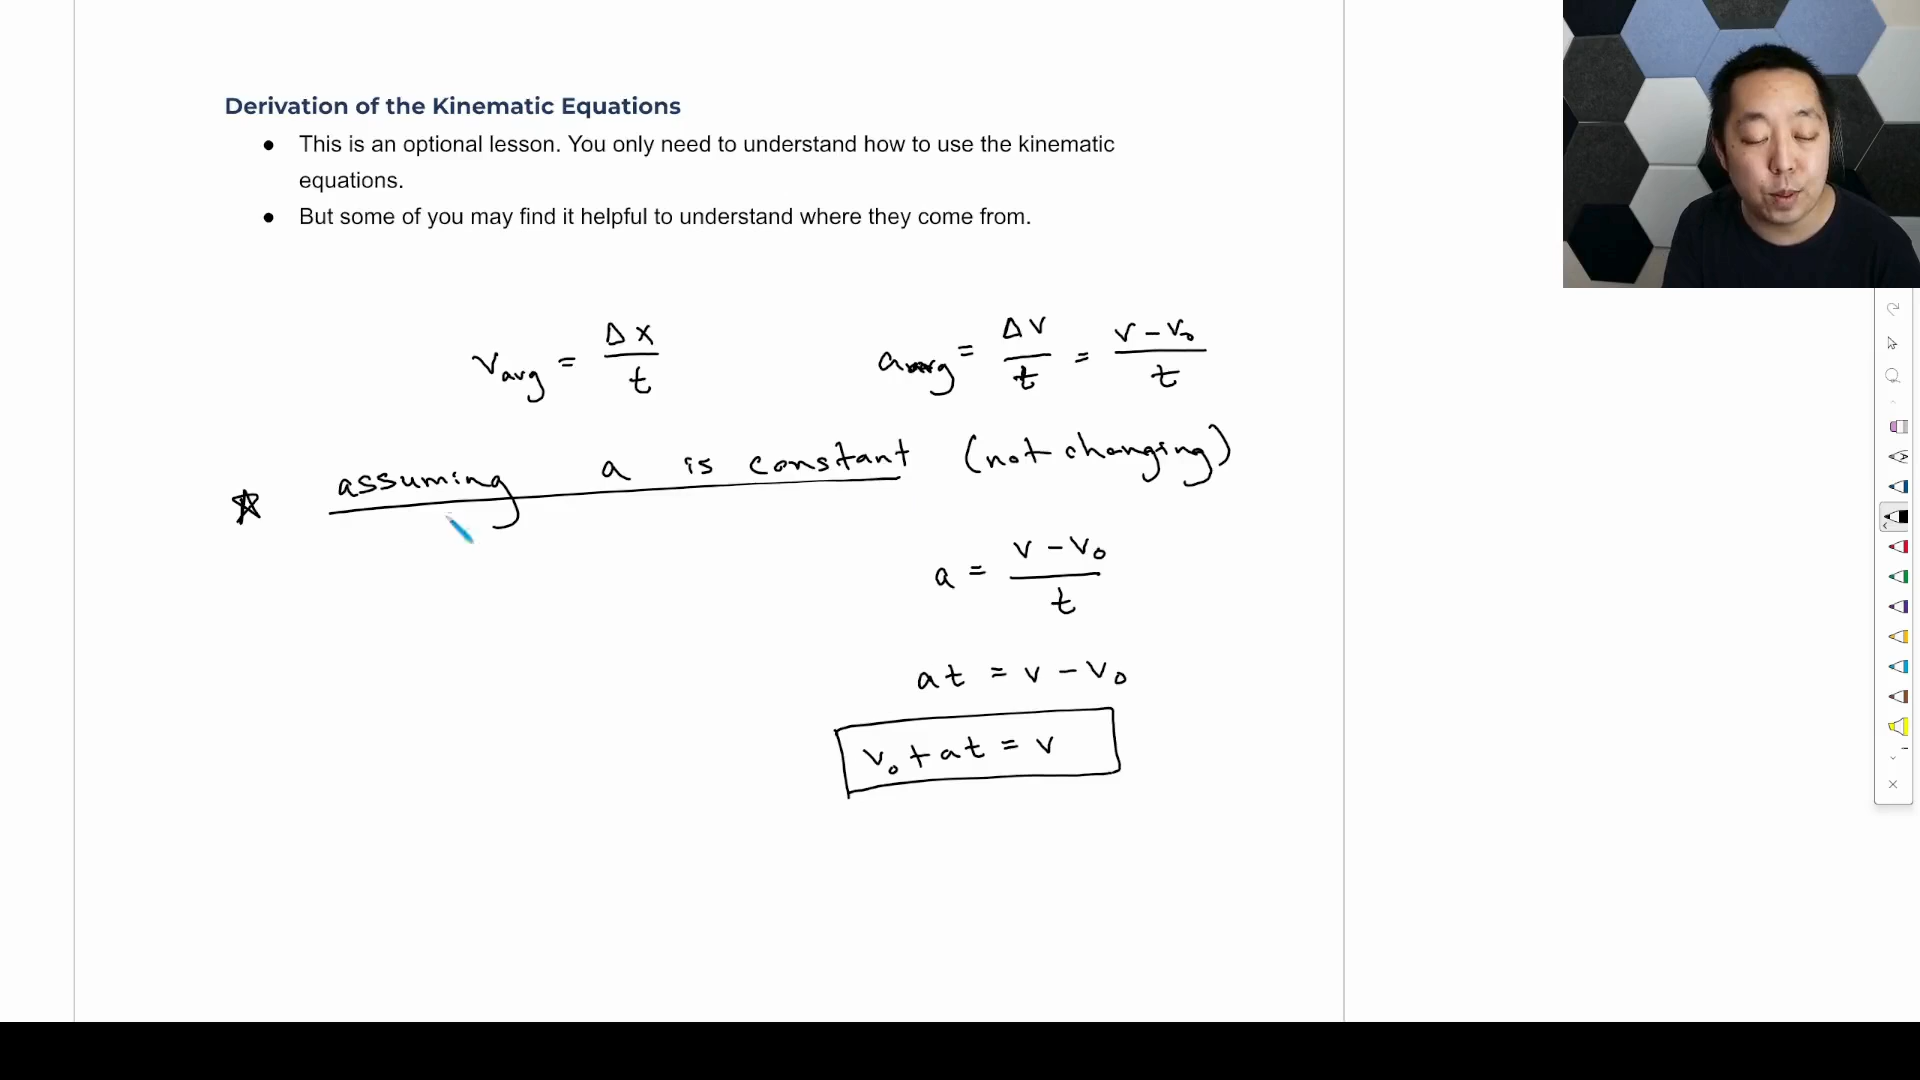 Derivation of the Kinematic Equations
● This is an optional lesson. You only need to understand how to use the kinematic
equations.
● But some of you may find it helpful to understand where they come from.
v_avg = Δx / t
a_avg = Δv / t = v - v₀ / t
☆ assuming a is constant (not changing)
a = v - v₀ / t
at = v - v₀
v₀ + at = v